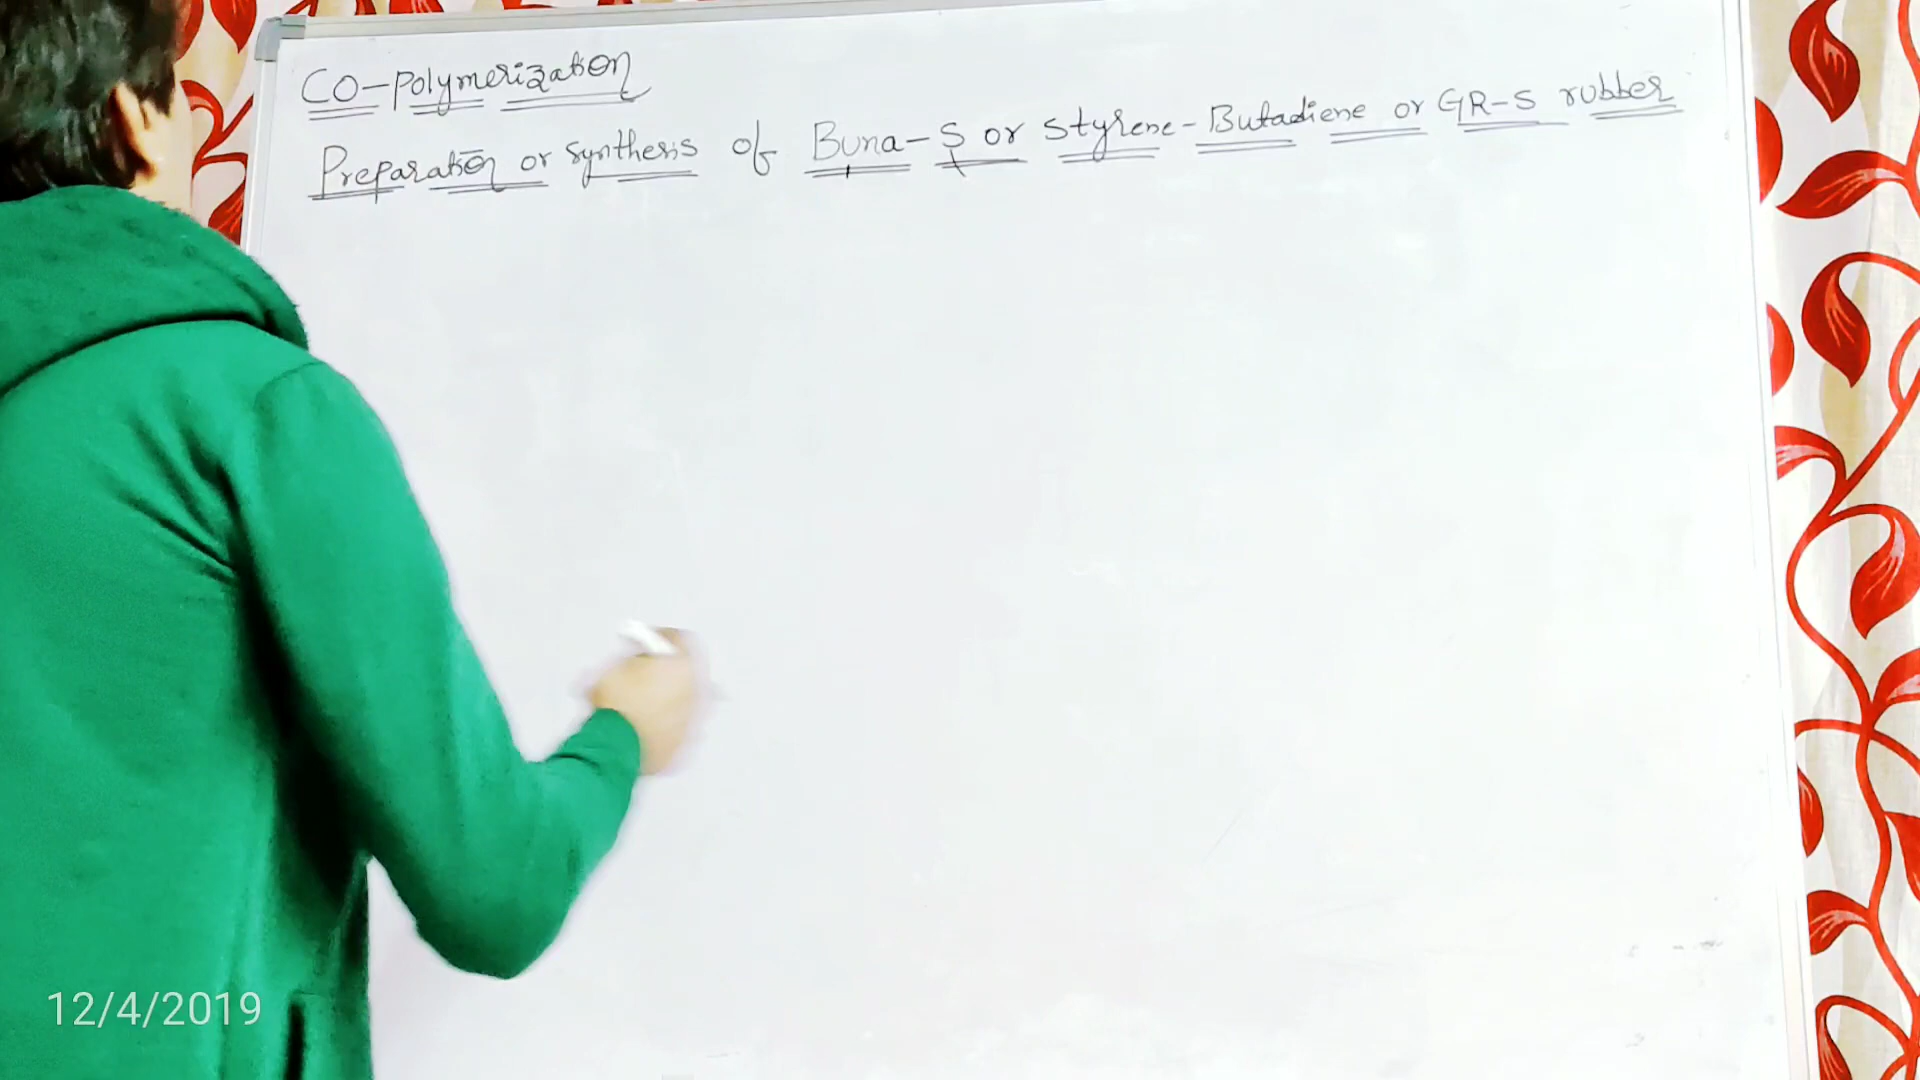 CO-Polymerization
Preparation or synthesis of Buna-S or Styrene-Butadiene or GR-S rubber
12/4/2019